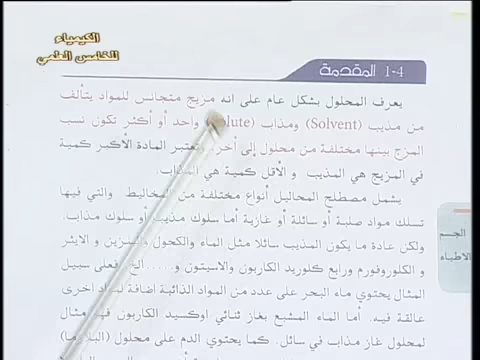 الكيمياء
للخامس العلمي
1-4 المقدمة
يعرف المحلول بشكل عام على انه مزيج متجانس للمواد يتألف
من مذيب (Solvent) ومذاب واحد أو أكثر تكون نسب
المزج بينها مختلفة من محلول إلى آخر وتعتبر المادة الأكبر كمية
في المزيج هي المذيب و الأقل كمية هي المذاب.
يشمل مصطلح المحاليل أنواع مختلفة من المخاليط والتي فيها
تسلك مواد صلبة أو سائلة أو غازية أما سلوك مذيب أو سلوك مذاب.
ولكن عادة ما يكون المذيب سائلا مثل الماء والكحول والبنزين و الايثر
و الكلوروفورم ورابع كلوريد الكاربون والاسيتون و..... الخ فعلى سبيل
المثال يحتوي ماء البحر على عدد من المواد الذائبة اضافة لمواد اخرى
عالقة فيه. أما الماء المشبع بغاز ثنائي اوكسيد الكاربون فهو مثال
لمحلول غاز مذاب في سائل. كما يحتوي الدم على محلول
الجسم
الاطباء